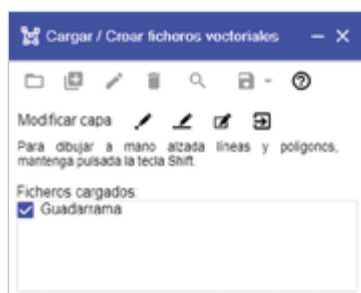 Cargar / Crear ficheros vectoriales
Modificar capa
Para dibujar a mano alzada líneas y polígonos,
mantenga pulsada la tecla Shift.
Ficheros cargados:
Guadarrama